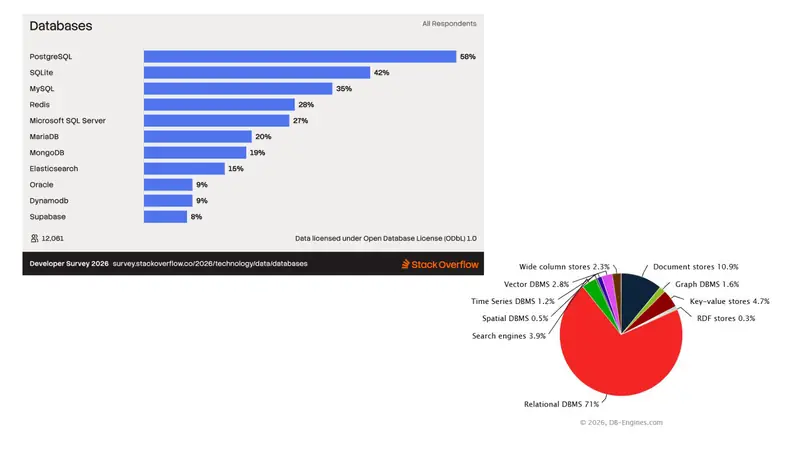 Databases
All Respondents
PostgreSQL 58%
SQLite 42%
MySQL 35%
Redis 28%
Microsoft SQL Server 27%
MariaDB 20%
MongoDB 19%
Elasticsearch 15%
Oracle 9%
Dynamodb 9%
Supabase 8%
12,061
Data licensed under Open Database License (ODbL) 1.0
Developer Survey 2026 survey.stackoverflow.co/2026/technology/data/databases
Stack Overflow
Wide column stores 2.3%
Document stores 10.9%
Vector DBMS 2.8%
Graph DBMS 1.6%
Time Series DBMS 1.2%
Key-value stores 4.7%
Spatial DBMS 0.5%
RDF stores 0.3%
Search engines 3.9%
Relational DBMS 71%
© 2026, DB-Engines.com